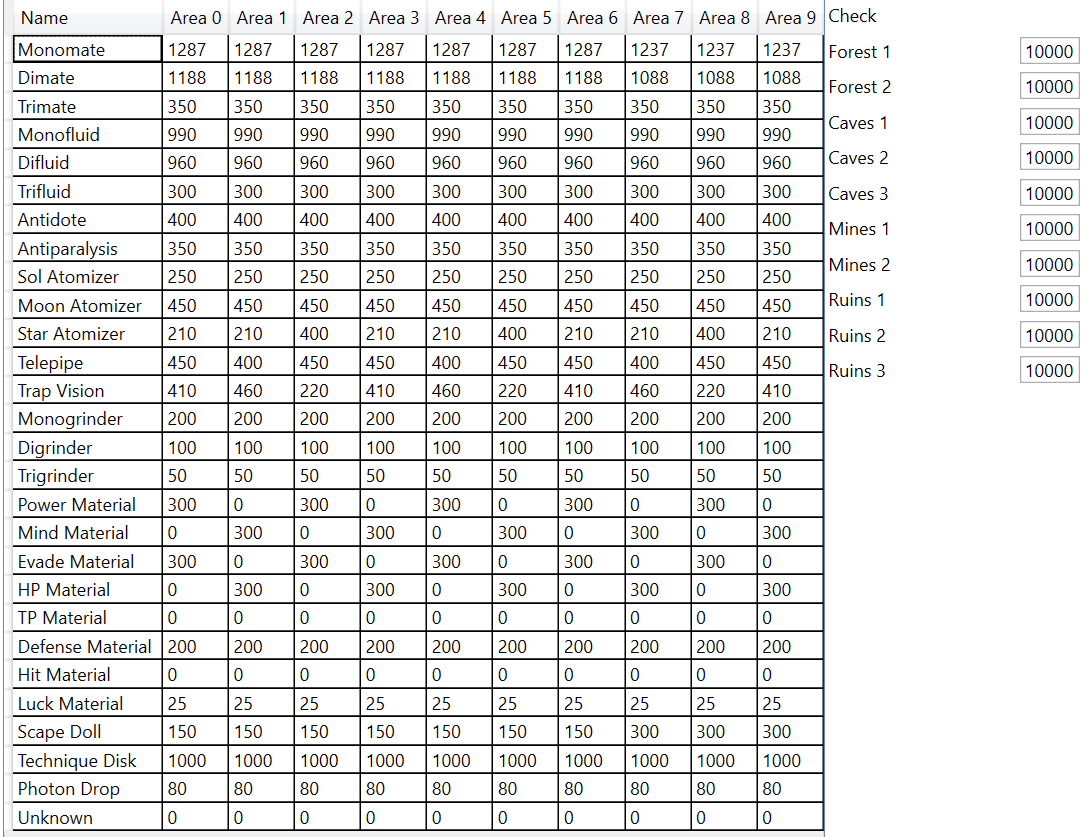 Name Area 0 Area 1 Area 2 Area 3 Area 4 Area 5 Area 6 Area 7 Area 8 Area 9
Monomate 1287 1287 1287 1287 1287 1287 1287 1237 1237 1237
Dimate 1188 1188 1188 1188 1188 1188 1188 1088 1088 1088
Trimate 350 350 350 350 350 350 350 350 350 350
Monofluid 990 990 990 990 990 990 990 990 990 990
Difluid 960 960 960 960 960 960 960 960 960 960
Trifluid 300 300 300 300 300 300 300 300 300 300
Antidote 400 400 400 400 400 400 400 400 400 400
Antiparalysis 350 350 350 350 350 350 350 350 350 350
Sol Atomizer 250 250 250 250 250 250 250 250 250 250
Moon Atomizer 450 450 450 450 450 450 450 450 450 450
Star Atomizer 210 210 400 210 210 400 210 210 400 210
Telepipe 450 400 450 450 400 450 450 400 450 450
Trap Vision 410 460 220 410 460 220 410 460 220 410
Monogrinder 200 200 200 200 200 200 200 200 200 200
Digrinder 100 100 100 100 100 100 100 100 100 100
Trigrinder 50 50 50 50 50 50 50 50 50 50
Power Material 300 0 300 0 300 0 300 0 300 0
Mind Material 0 300 0 300 0 300 0 300 0 300
Evade Material 300 0 300 0 300 0 300 0 300 0
HP Material 0 300 0 300 0 300 0 300 0 300
TP Material 0 0 0 0 0 0 0 0 0 0
Defense Material 200 200 200 200 200 200 200 200 200 200
Hit Material 0 0 0 0 0 0 0 0 0 0
Luck Material 25 25 25 25 25 25 25 25 25 25
Scape Doll 150 150 150 150 150 150 150 300 300 300
Technique Disk 1000 1000 1000 1000 1000 1000 1000 1000 1000 1000
Photon Drop 80 80 80 80 80 80 80 80 80 80
Unknown 0 0 0 0 0 0 0 0 0 0
Check
Forest 1 10000
Forest 2 10000
Caves 1 10000
Caves 2 10000
Caves 3 10000
Mines 1 10000
Mines 2 10000
Ruins 1 10000
Ruins 2 10000
Ruins 3 10000